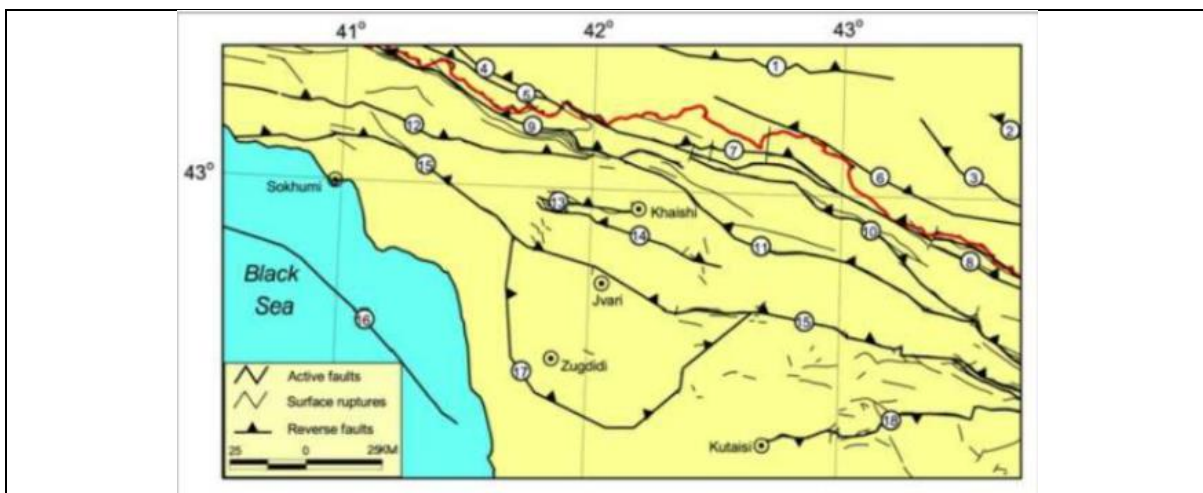 41° 42° 43°
1
4
5
2
12
9
7
43°
15
6
3
Sokhumi
13
Khaishi
14
11
10
8
Black
Sea
Jvari
16
15
17
Zugdidi
Active faults
Surface ruptures
Reverse faults
18
Kutaisi
25 0 25KM